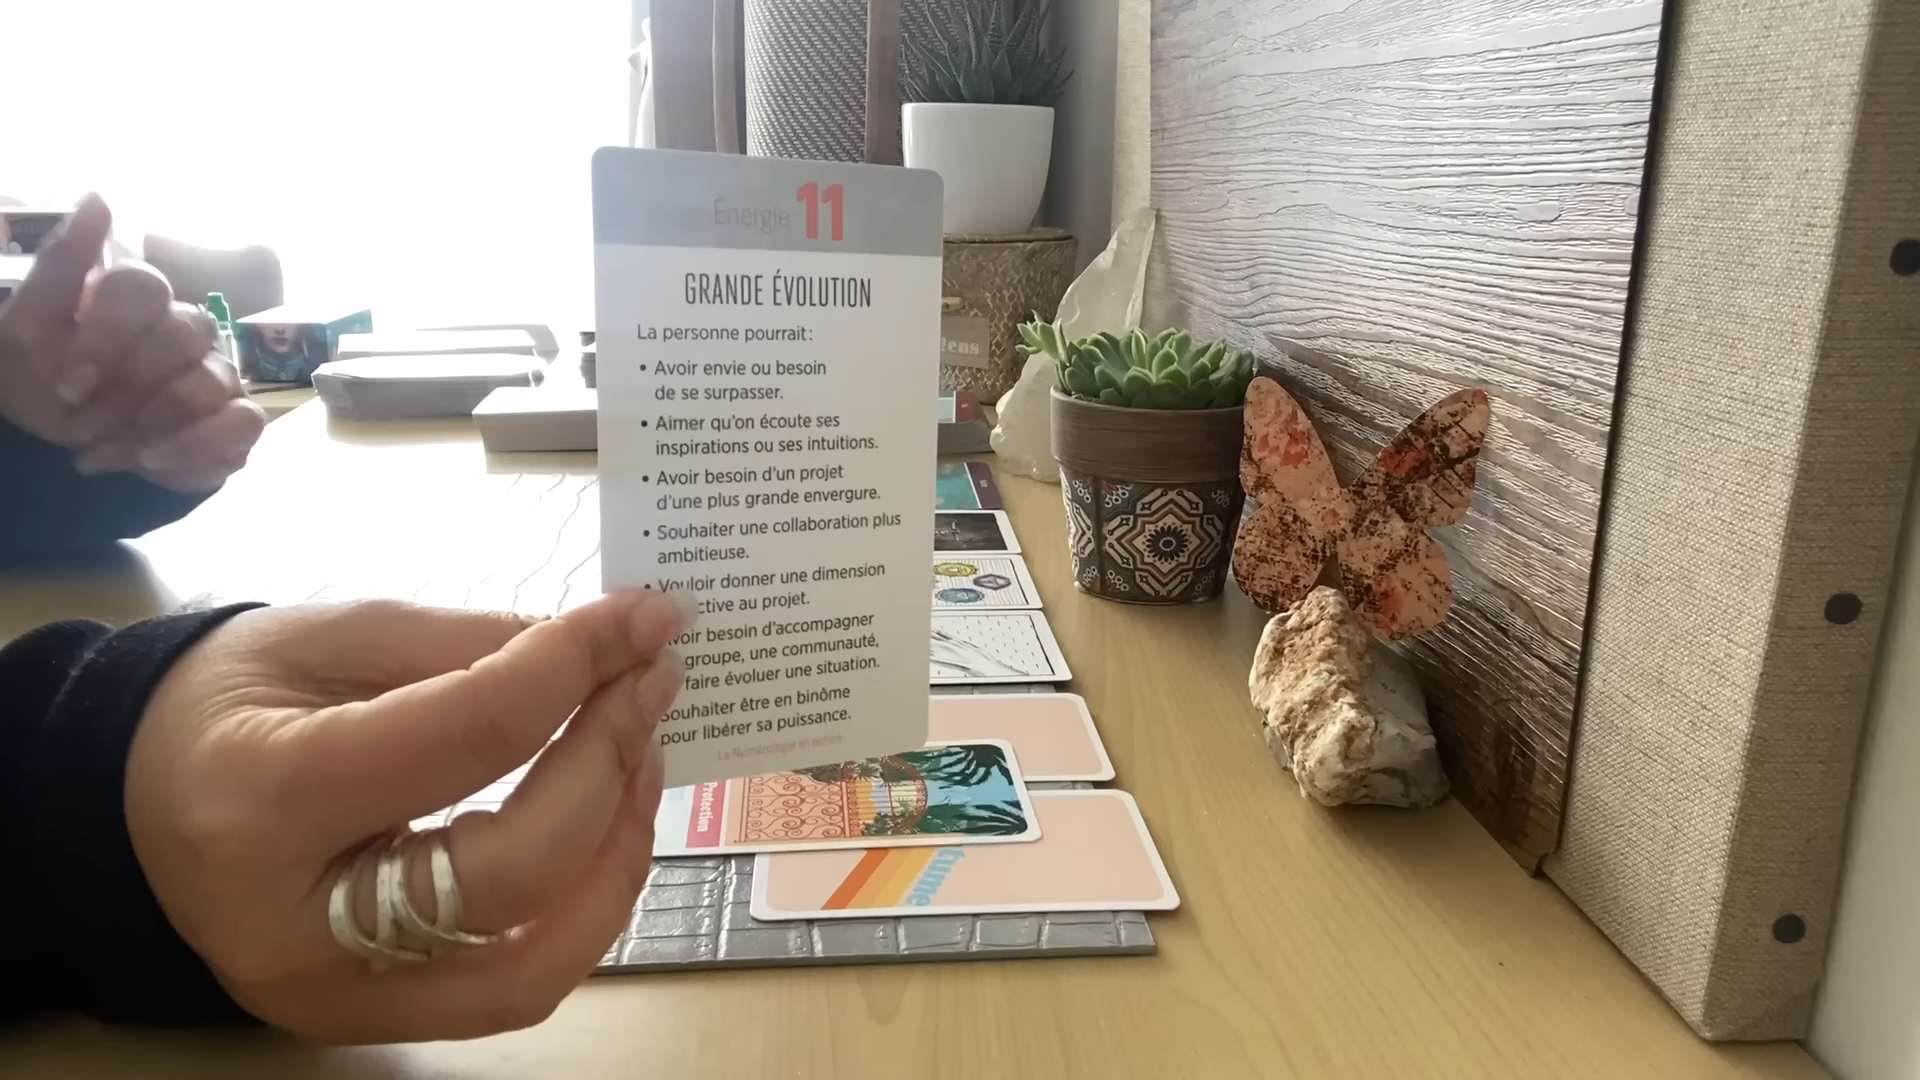 Énergie 11
GRANDE ÉVOLUTION
La personne pourrait :
• Avoir envie ou besoin
de se surpasser.
• Aimer qu'on écoute ses
inspirations ou ses intuitions.
• Avoir besoin d'un projet
d'une plus grande envergure.
• Souhaiter une collaboration plus
ambitieuse.
• Vouloir donner une dimension
au projet.
besoin d'accompagner
groupe, une communauté,
faire évoluer une situation.
Souhaiter être en binôme
pour libérer sa puissance.
La Numérologie en action
Protection